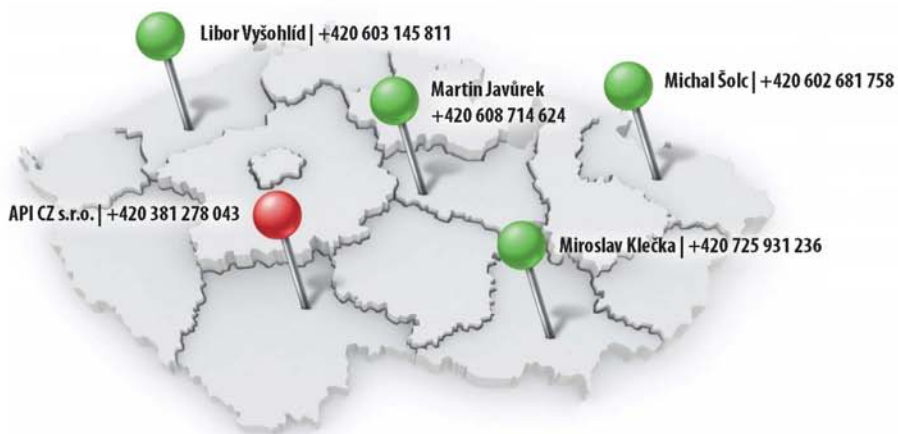 Libor Vyšohlíd | +420 603 145 811
Martin Javůrek
+420 608 714 624
Michal Šolc | +420 602 681 758
API CZ s.r.o. | +420 381 278 043
Miroslav Klečka | +420 725 931 236